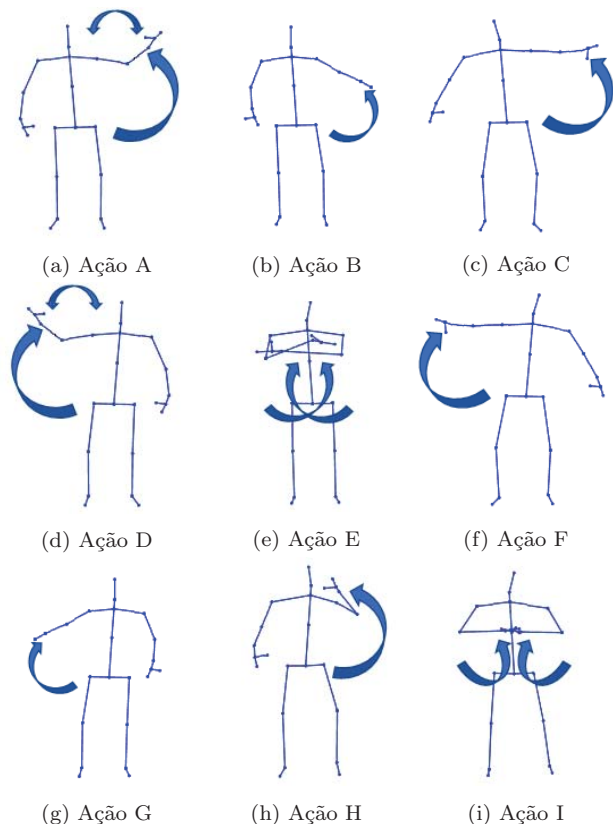 (a) Ação A
(b) Ação B
(c) Ação C
(d) Ação D
(e) Ação E
(f) Ação F
(g) Ação G
(h) Ação H
(i) Ação I